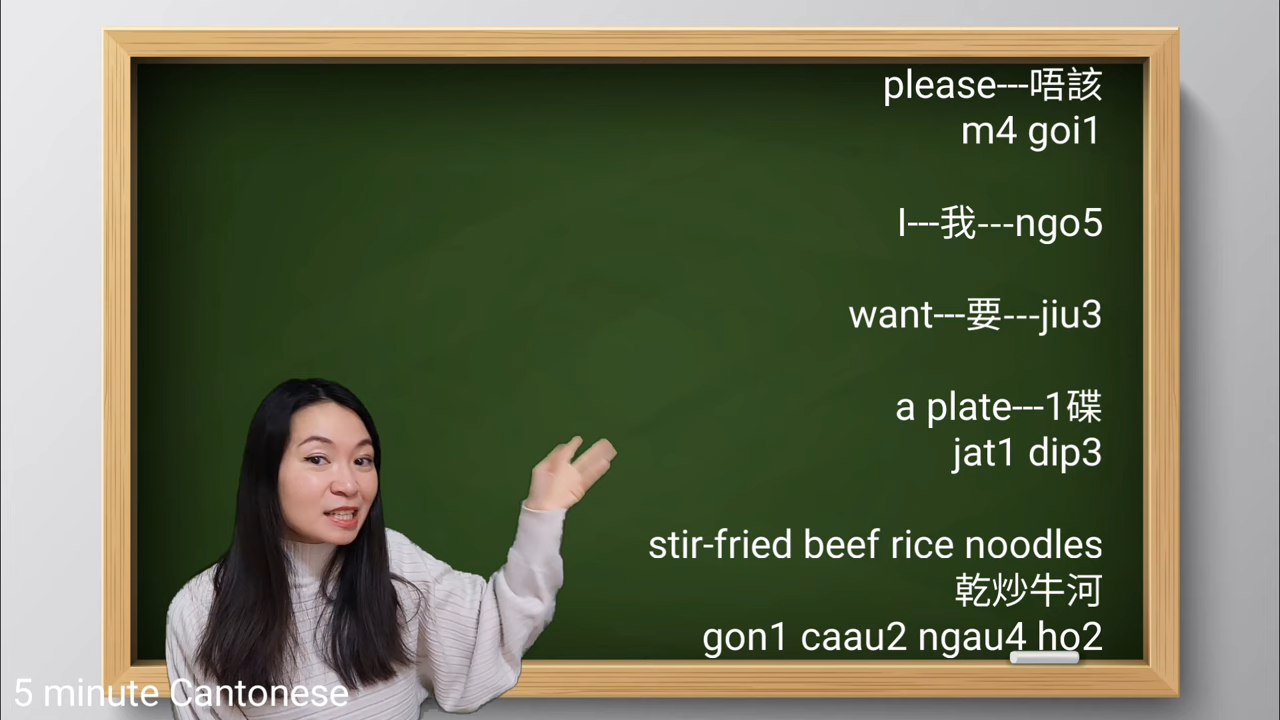 please---唔該
m4 goi1
I---我---ngo5
want---要---jiu3
a plate---1碟
jat1 dip3
stir-fried beef rice noodles
乾炒牛河
gon1 caau2 ngau4 ho2
5 minute Cantonese